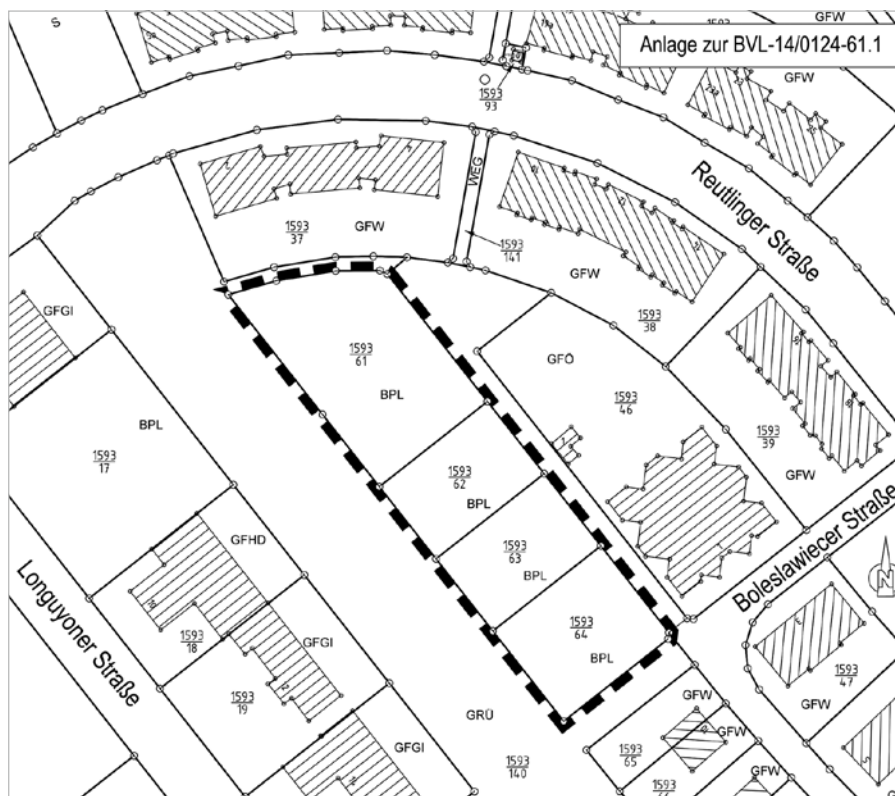 S
GFW
Anlage zur BVL-14/0124-61.1
GFW
1593
93
Reutlinger Straße
WEG
1593
37
GFW
1593
141
GFW
1593
38
GFGI
1593
61
GFÖ
BPL
BPL
1593
46
1593
39
1593
17
1593
62
GFW
BPL
1593
63
GFHD
BPL
Boleslawiecer Straße
N
Longuyoner Straße
1593
18
GFGI
1593
64
BPL
1593
47
1593
19
GRÜ
GFW
GFW
GFW
GFGI
1593
65
1593
140
GFW
1593